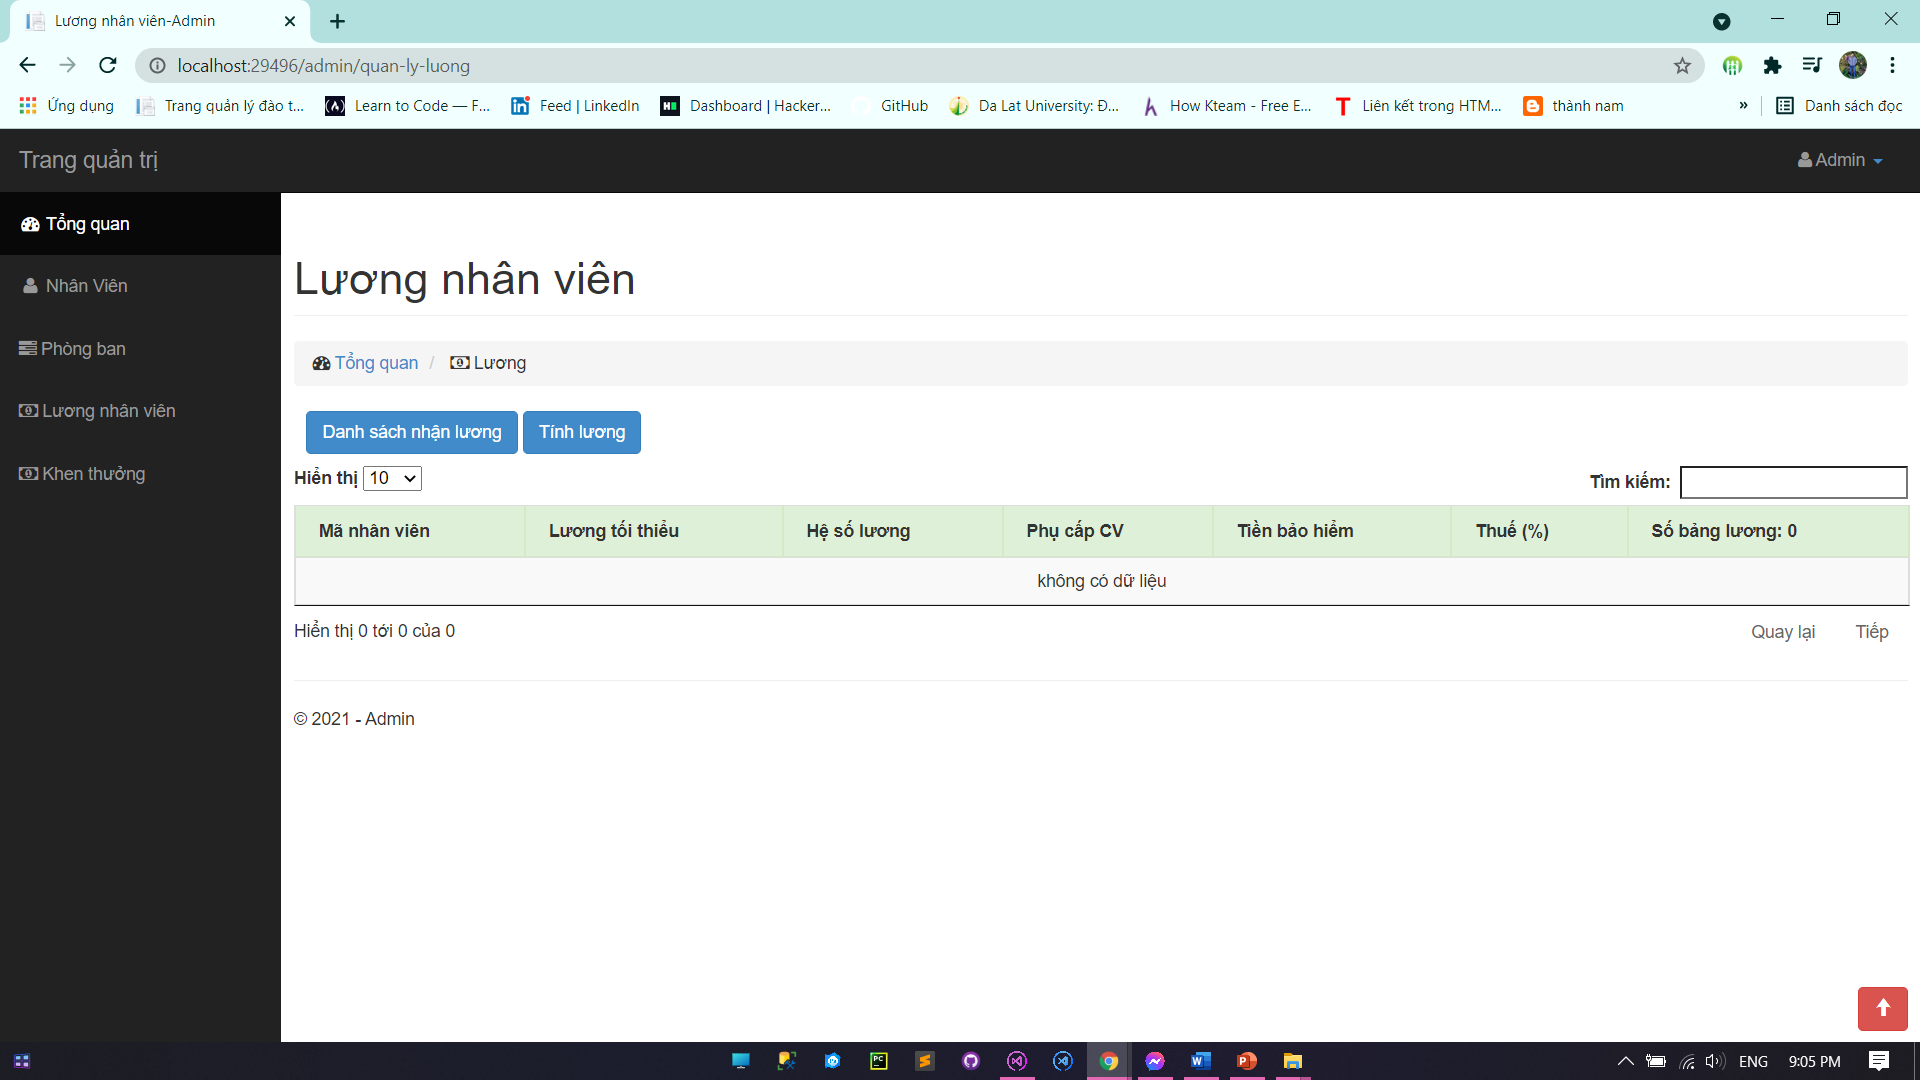 Lương nhân viên-Admin
localhost:29496/admin/quan-ly-luong
Ứng dụng Trang quản lý đào t... Learn to Code — F... Feed | LinkedIn Dashboard | Hacker... GitHub Da Lat University: Đ... How Kteam - Free E... Liên kết trong HTM... thành nam » Danh sách đọc
Trang quản trị
Admin
Tổng quan
Nhân Viên
Phòng ban
Lương nhân viên
Khen thưởng
Lương nhân viên
Tổng quan / Lương
Danh sách nhận lương Tính lương
Hiển thị 10
Tìm kiếm:
Mã nhân viên Lương tối thiểu Hệ số lương Phụ cấp CV Tiền bảo hiểm Thuế (%) Số bảng lương: 0
không có dữ liệu
Hiển thị 0 tới 0 của 0
Quay lại Tiếp
© 2021 - Admin
ENG 9:05 PM